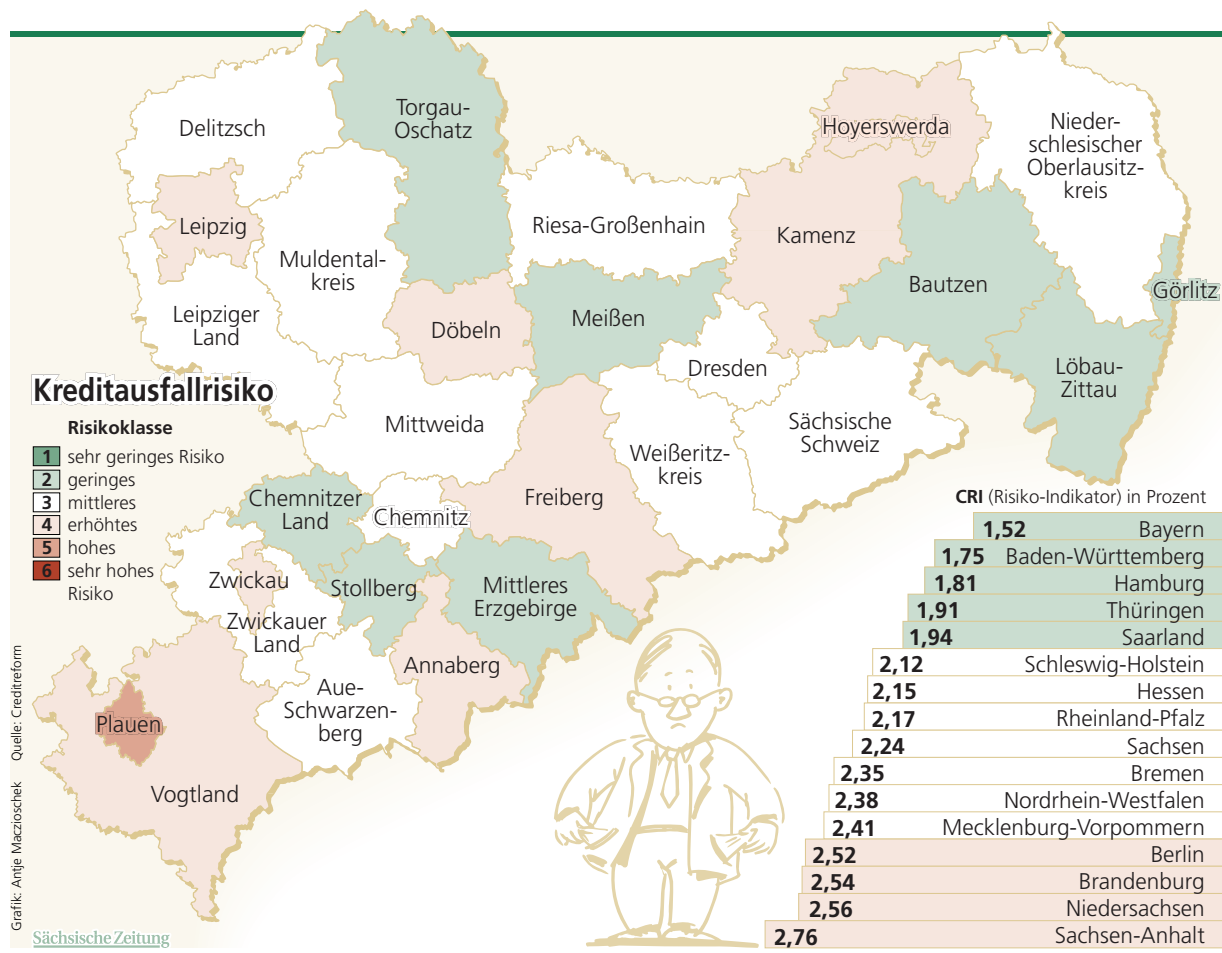 Delitzsch
Torgau-
Oschatz
Hoyerswerda
Nieder-
schlesischer
Oberlausitz-
kreis
Leipzig
Muldental-
kreis
Riesa-Großenhain
Kamenz
Bautzen
Görlitz
Leipziger
Land
Döbeln
Meißen
Dresden
Löbau-
Zittau
Mittweida
Weißeritz-
kreis
Sächsische
Schweiz
Kreditausfallrisiko
Risikoklasse
1 sehr geringes Risiko
2 geringes
3 mittleres
4 erhöhtes
5 hohes
6 sehr hohes
Risiko
Chemnitzer
Land
Chemnitz
Freiberg
Zwickau
Zwickauer
Land
Stollberg
Mittleres
Erzgebirge
Annaberg
Aue-
Schwarzen-
berg
Plauen
Vogtland
CRI (Risiko-Indikator) in Prozent
1,52 Bayern
1,75 Baden-Württemberg
1,81 Hamburg
1,91 Thüringen
1,94 Saarland
2,12 Schleswig-Holstein
2,15 Hessen
2,17 Rheinland-Pfalz
2,24 Sachsen
2,35 Bremen
2,38 Nordrhein-Westfalen
2,41 Mecklenburg-Vorpommern
2,52 Berlin
2,54 Brandenburg
2,56 Niedersachsen
2,76 Sachsen-Anhalt
Grafik: Antje Maczioschek Quelle: Creditreform
Sächsische Zeitung